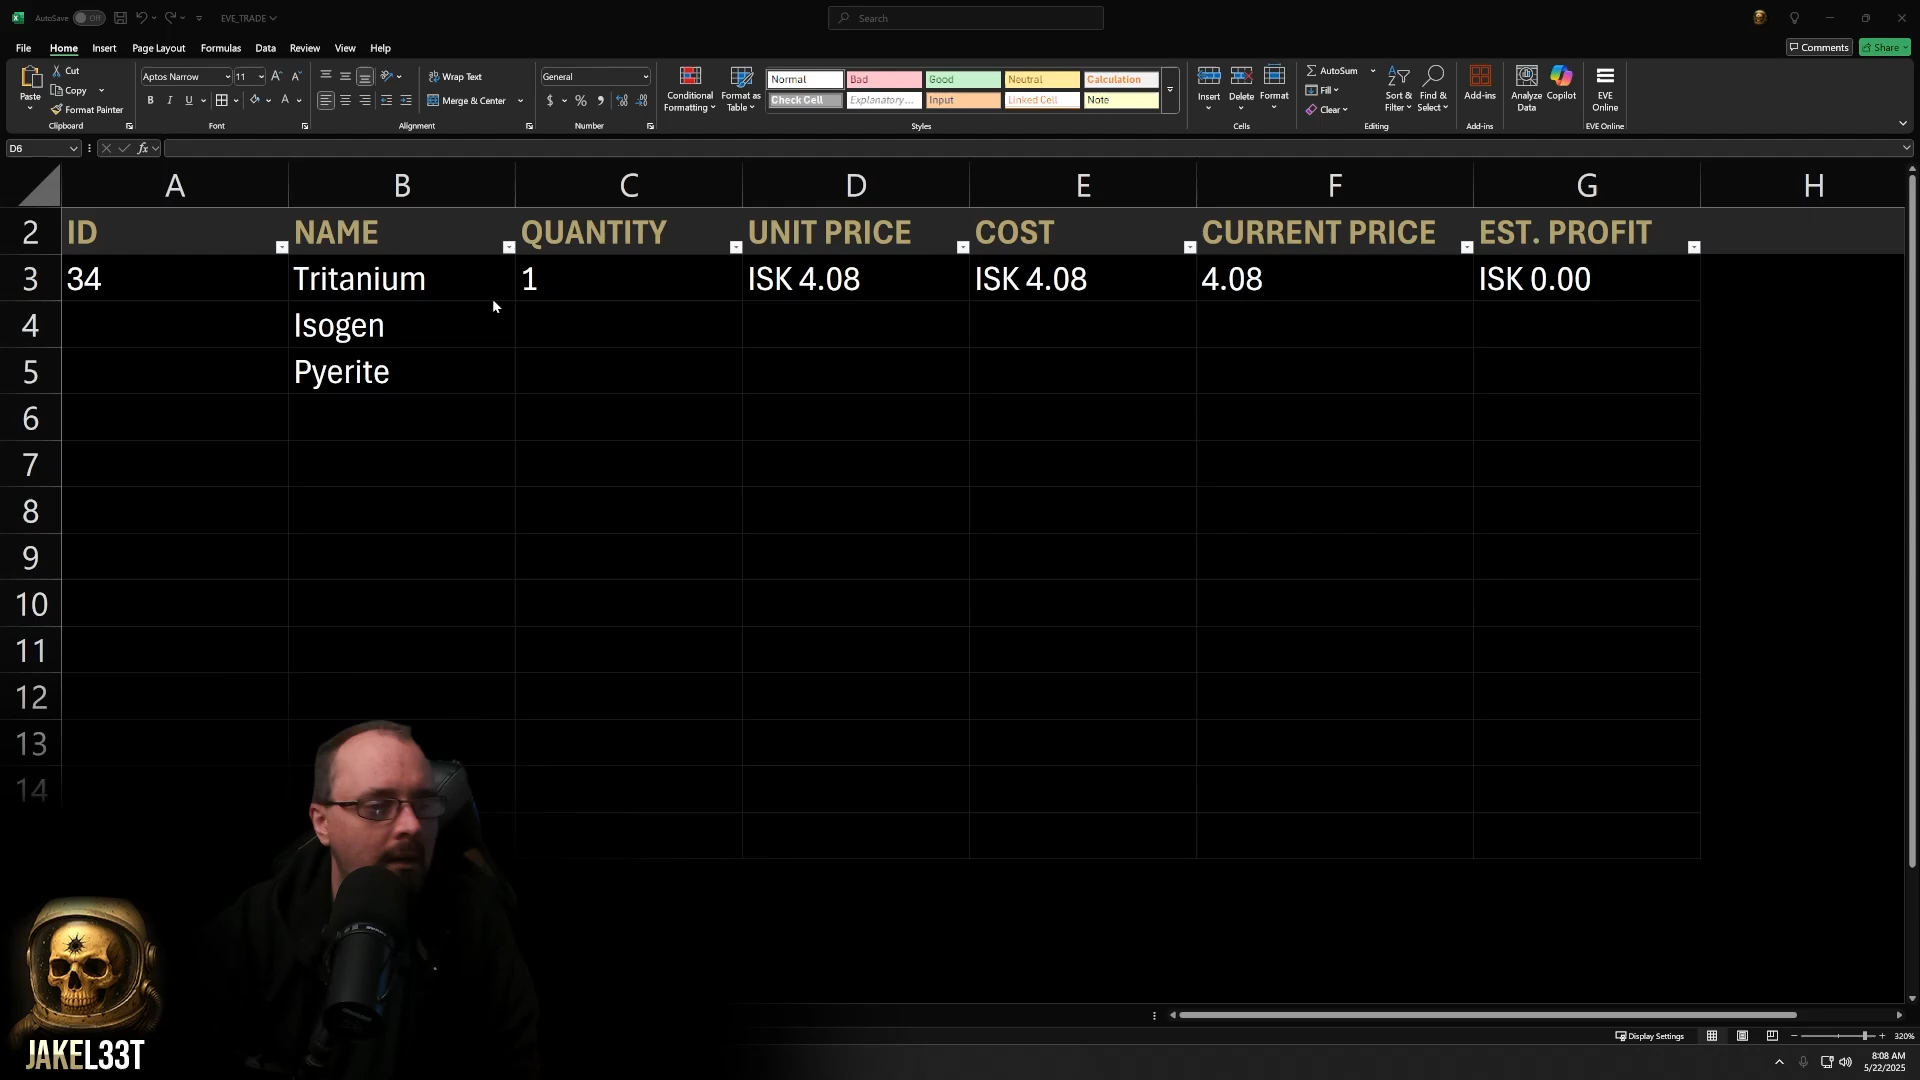 AutoSave Off EVE_TRADE Search
File Home Insert Page Layout Formulas Data Review View Help Comments Share
Paste Cut Copy Format Painter Clipboard
Aptos Narrow 11 B I U A Font
Wrap Text Merge & Center Alignment
General $ % , Number
Conditional Formatting Format as Table
Normal Bad Good Neutral Calculation
Check Cell Explanatory... Input Linked Cell Note
Styles
Insert Delete Format Cells
AutoSum Fill Clear Sort & Filter Find & Select Editing
Add-ins Add-ins
Analyze Data Copilot
EVE Online EVE Online
D6 fx
A B C D E F G H
2 ID NAME QUANTITY UNIT PRICE COST CURRENT PRICE EST. PROFIT
3 34 Tritanium 1 ISK 4.08 ISK 4.08 4.08 ISK 0.00
4 Isogen
5 Pyerite
6
7
8
9
10
11
12
13
14
JAKEL33T
Display Settings 320%
8:08 AM
5/22/2025